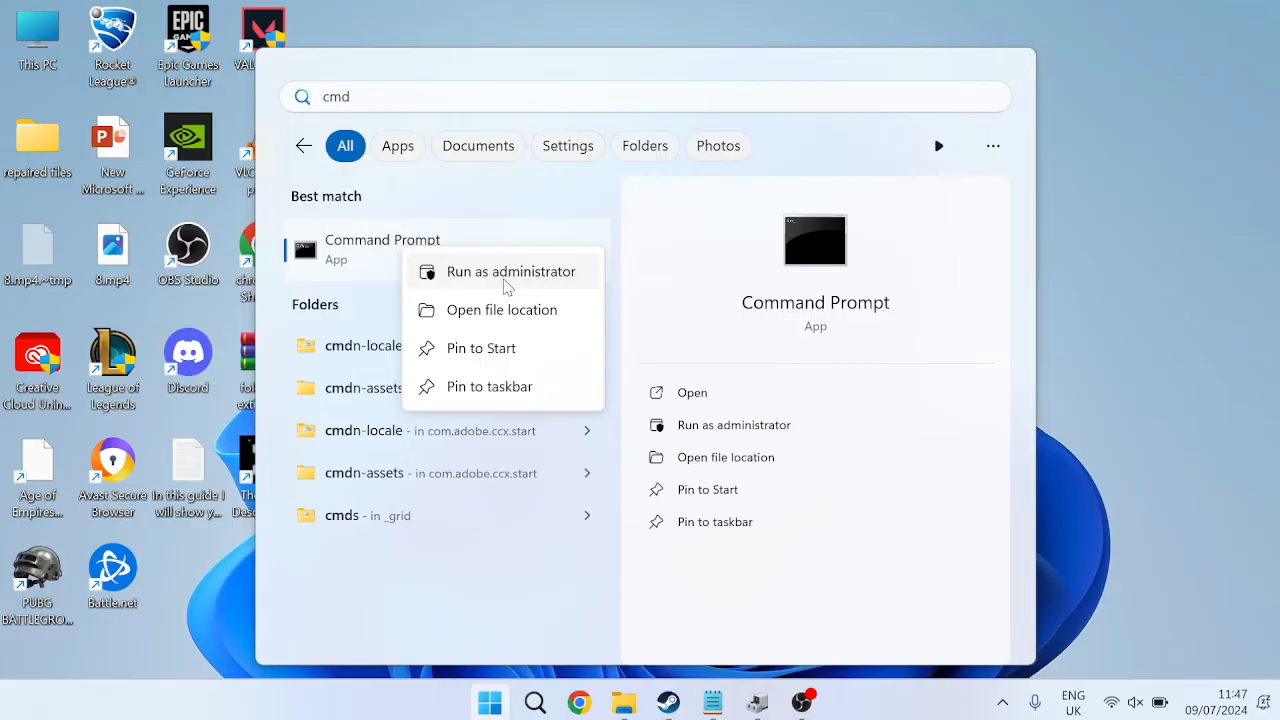 This PC
Rocket
League®
Epic Games
Launcher
repaired files
New
Microsoft ...
GeForce
Experience
8.mp4.~tmp
8.mp4
OBS Studio
Creative
Cloud Unin...
League of
Legends
Discord
Age of
Empires...
Avast Secure
Browser
In this guide I
will show y...
PUBG
BATTLEGRO...
Battle.net
EPIC
cmd
All
Apps
Documents
Settings
Folders
Photos
Best match
Command Prompt
App
Run as administrator
Open file location
Pin to Start
Pin to taskbar
Folders
cmdn-locale
cmdn-assets
cmdn-locale - in com.adobe.ccx.start
cmdn-assets - in com.adobe.ccx.start
cmds - in _grid
Command Prompt
App
Open
Run as administrator
Open file location
Pin to Start
Pin to taskbar
ENG
UK
11:47
09/07/2024